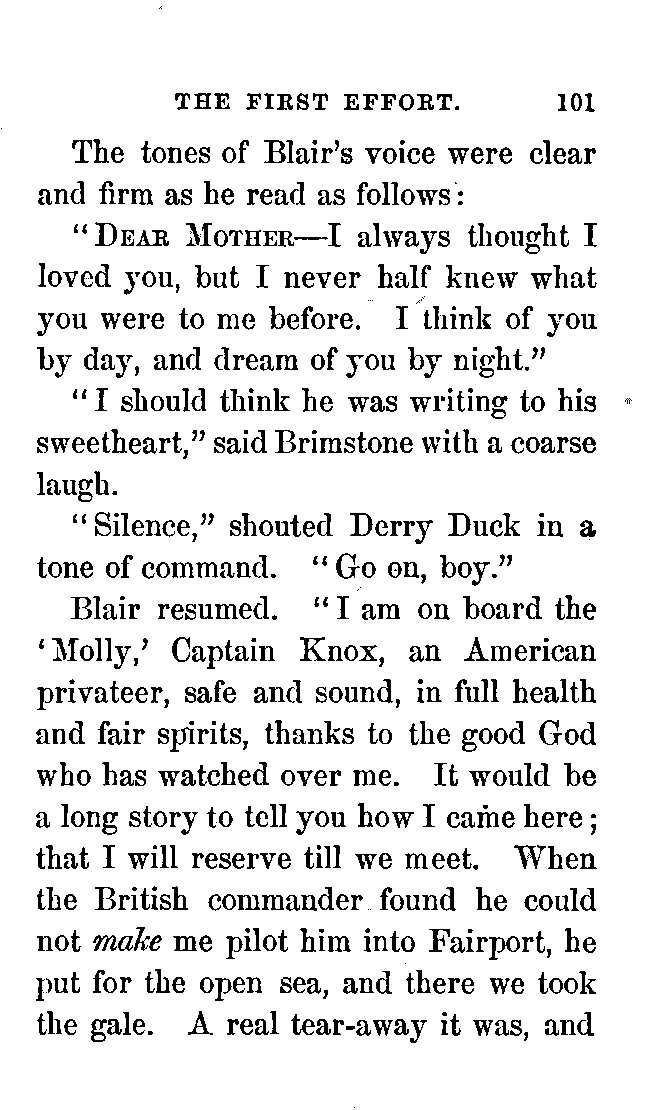 THE FIRST EFFORT. 101
The tones of Blair's voice were clear
and firm as he read as follows:
"DEAR MOTHER—I always thought I
loved you, but I never half knew what
you were to me before. I think of you
by day, and dream of you by night."
"I should think he was writing to his
sweetheart," said Brimstone with a coarse
laugh.
"Silence," shouted Derry Duck in a
tone of command. "Go on, boy."
Blair resumed. "I am on board the
'Molly,' Captain Knox, an American
privateer, safe and sound, in full health
and fair spirits, thanks to the good God
who has watched over me. It would be
a long story to tell you how I came here;
that I will reserve till we meet. When
the British commander found he could
not make me pilot him into Fairport, he
put for the open sea, and there we took
the gale. A real tear-away it was, and